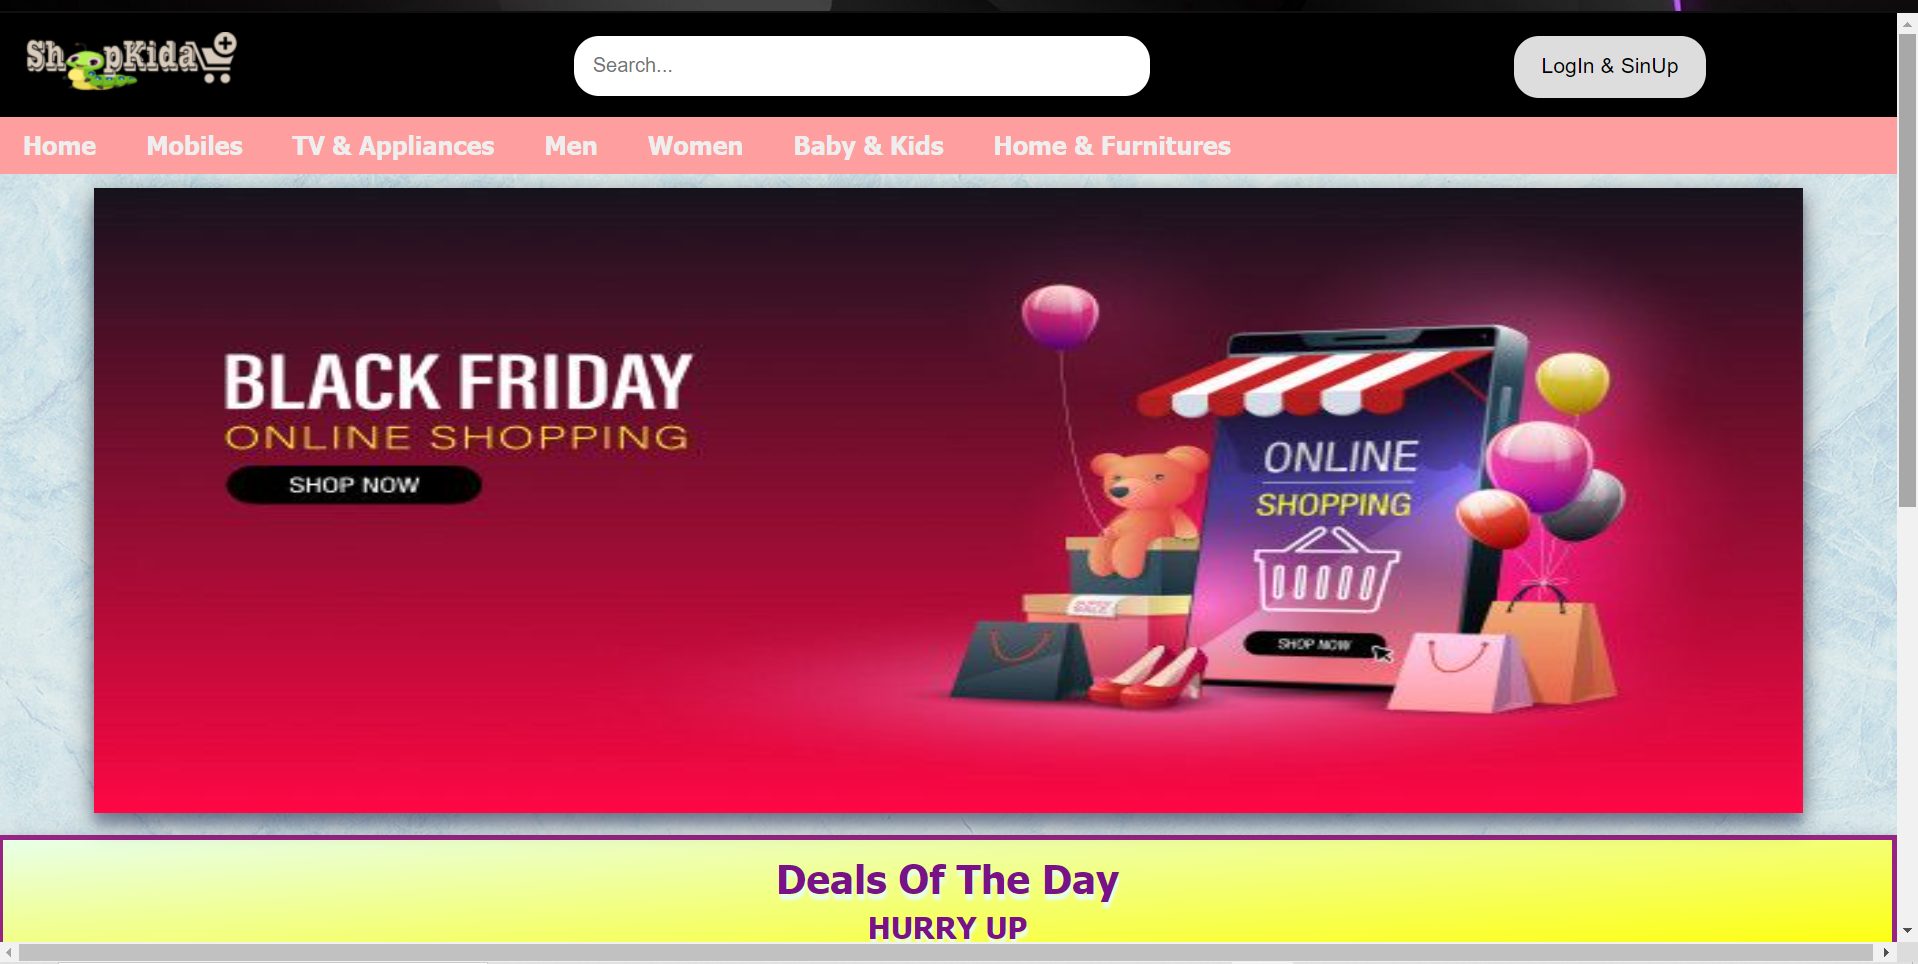 ShopKida
Search...
LogIn & SinUp
Home Mobiles TV & Appliances Men Women Baby & Kids Home & Furnitures
BLACK FRIDAY
ONLINE SHOPPING
SHOP NOW
ONLINE
SHOPPING
SHOP NOW
Deals Of The Day
HURRY UP